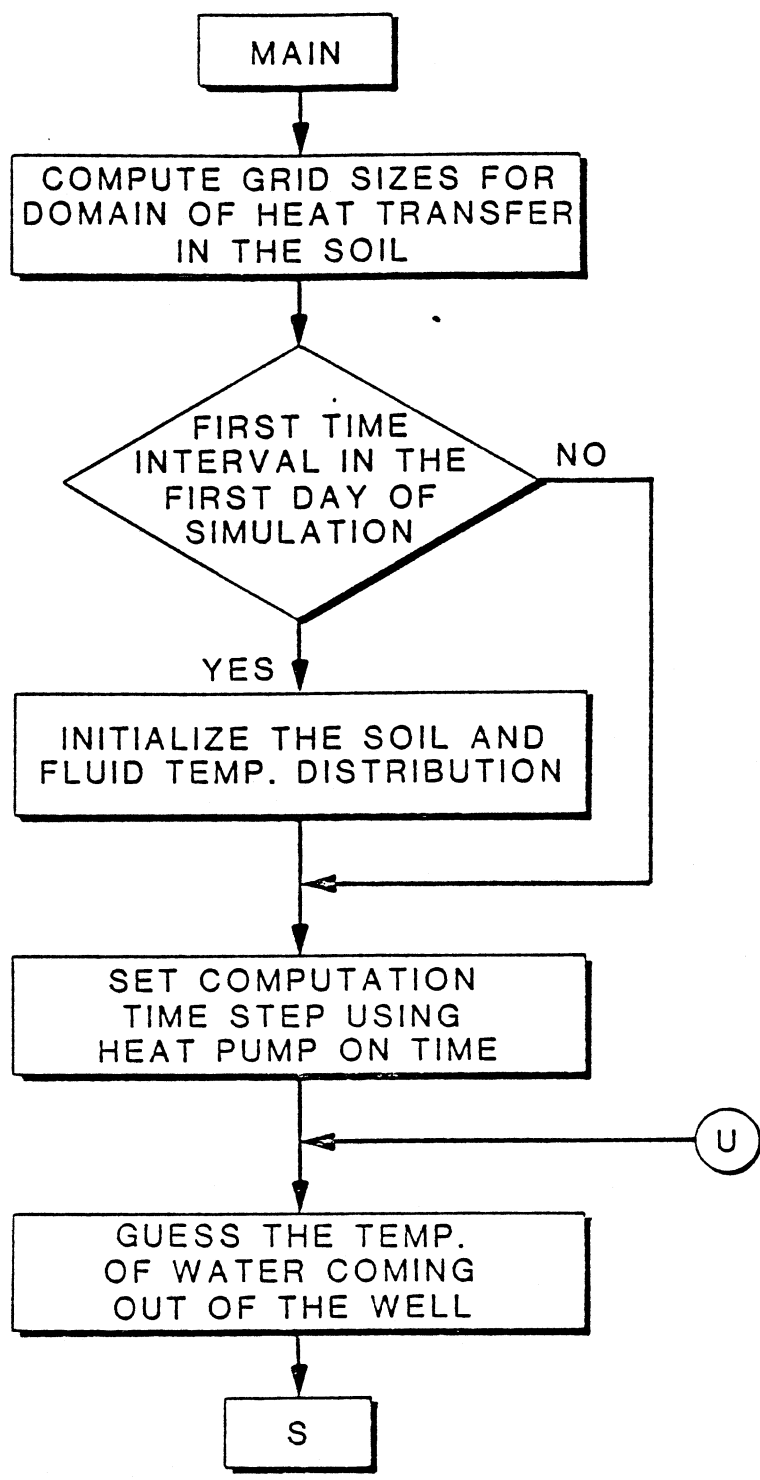 MAIN
COMPUTE GRID SIZES FOR
DOMAIN OF HEAT TRANSFER
IN THE SOIL
FIRST TIME
INTERVAL IN THE
FIRST DAY OF
SIMULATION
NO
YES
INITIALIZE THE SOIL AND
FLUID TEMP. DISTRIBUTION
SET COMPUTATION
TIME STEP USING
HEAT PUMP ON TIME
U
GUESS THE TEMP.
OF WATER COMING
OUT OF THE WELL
S